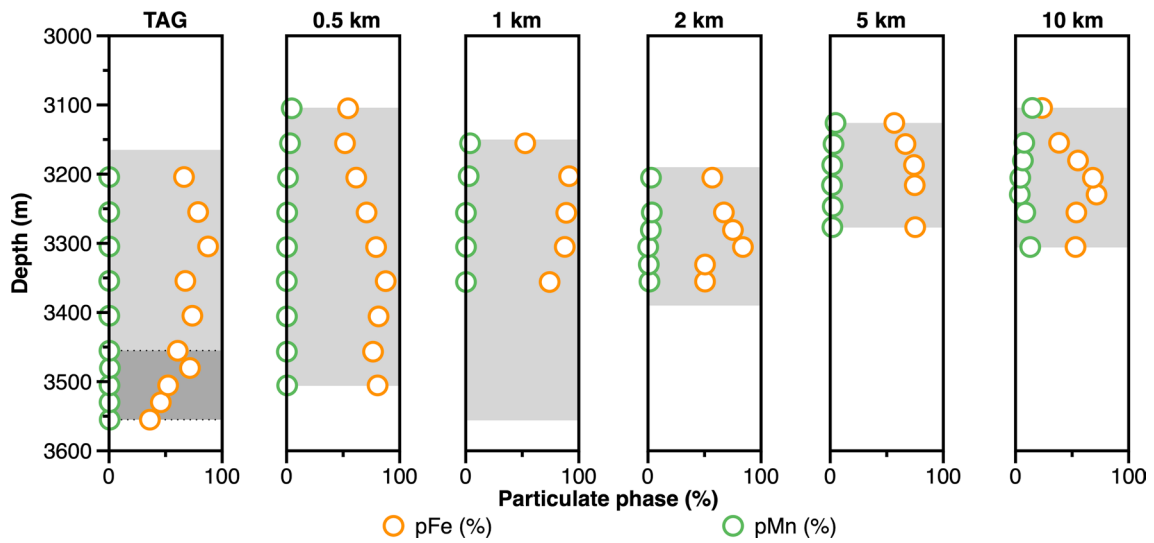 TAG 0.5 km 1 km 2 km 5 km 10 km
3000
3100
3200
3300
3400
3500
3600
Depth (m)
0 100 0 100 0 100 0 100 0 100 0 100
Particulate phase (%)
pFe (%) pMn (%)